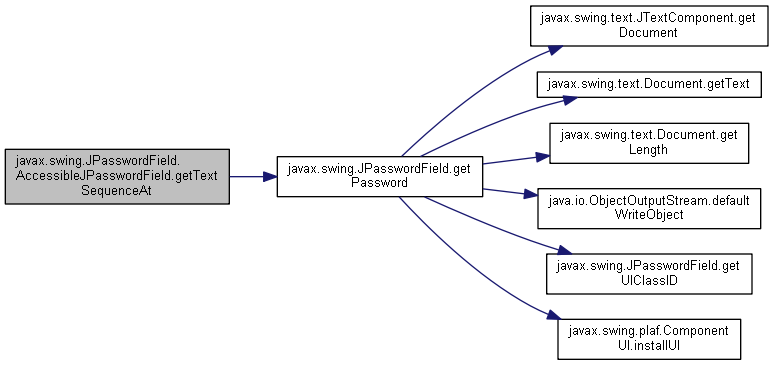 javax.swing.JPasswordField.
AccessibleJPasswordField.getText
SequenceAt
javax.swing.JPasswordField.get
Password
javax.swing.text.JTextComponent.get
Document
javax.swing.text.Document.getText
javax.swing.text.Document.get
Length
java.io.ObjectOutputStream.default
WriteObject
javax.swing.JPasswordField.get
UIClassID
javax.swing.plaf.Component
UI.installUI